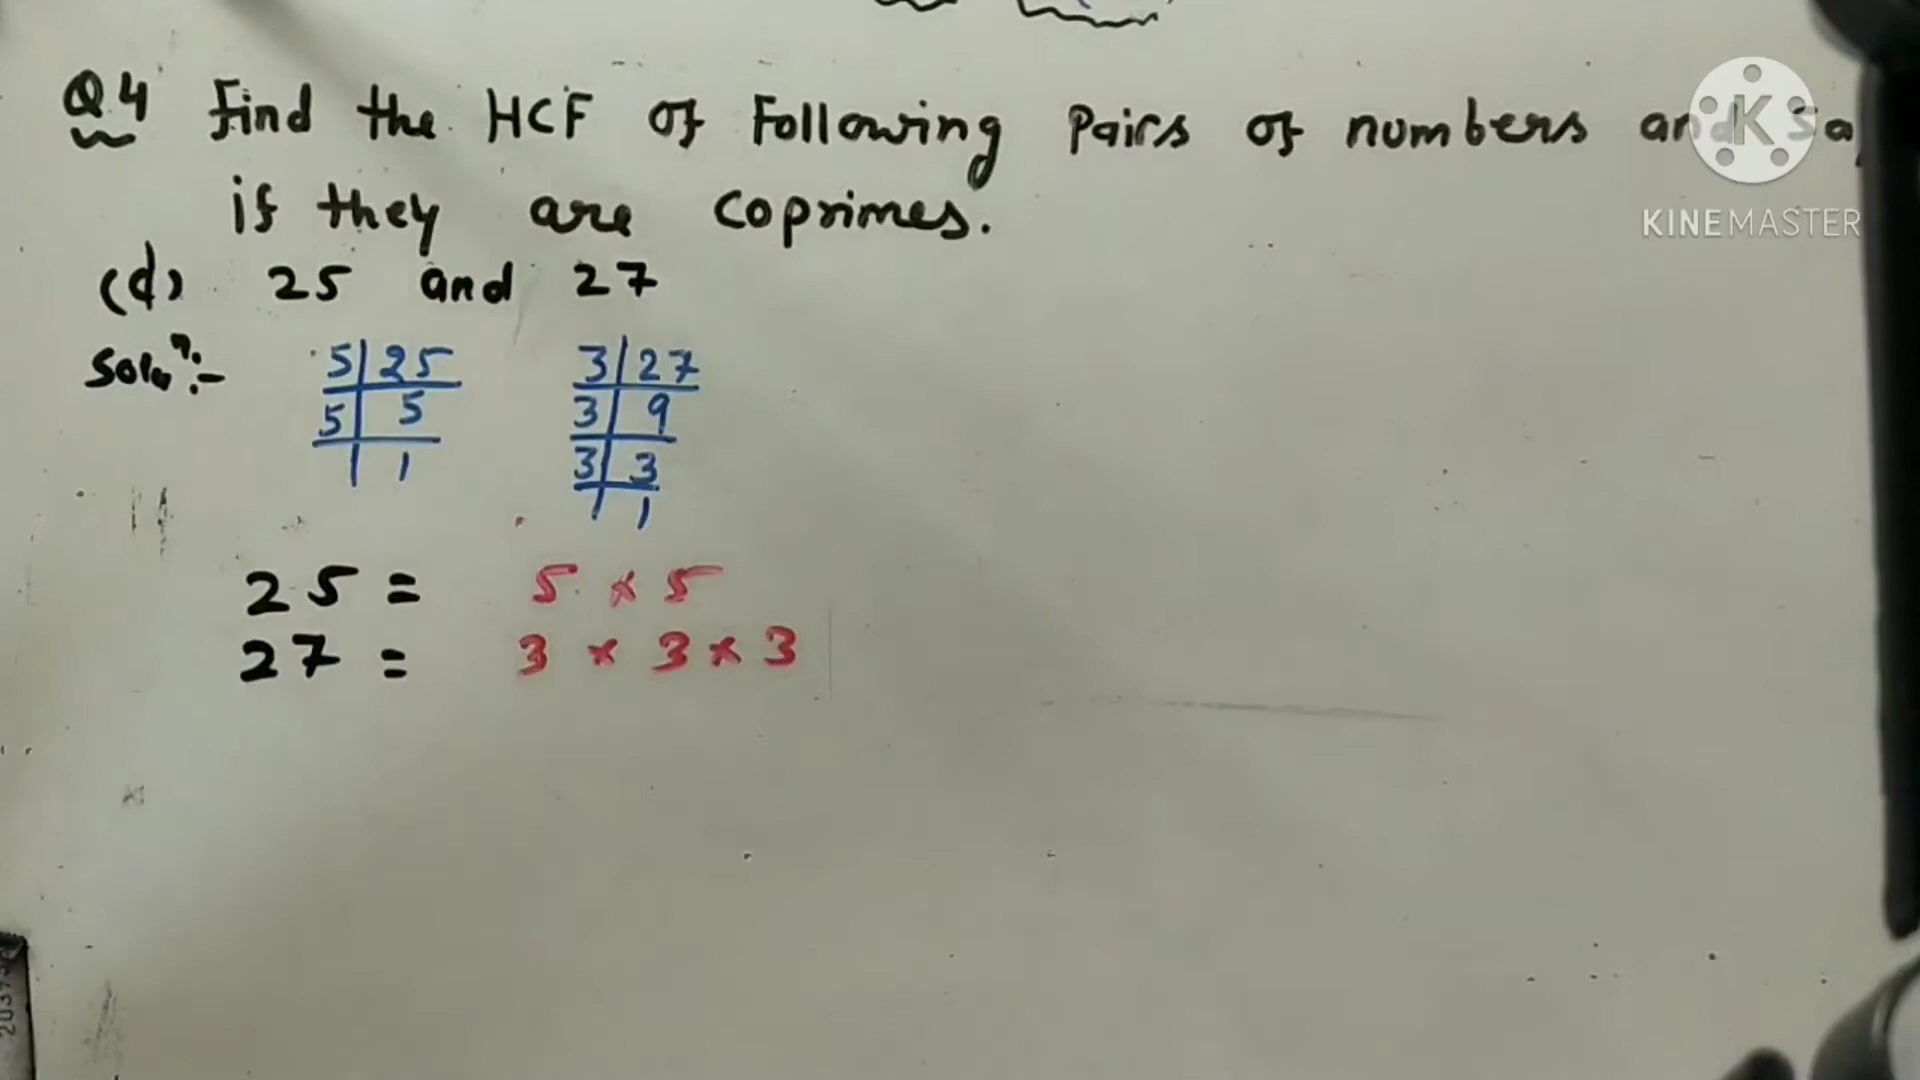 Q.4 Find the HCF of Following Pairs of numbers and
if they are coprimes.
(d) 25 and 27
Soln:-
5 | 25
5 | 5
1
3 | 27
3 | 9
3 | 3
1
25 = 5 × 5
27 = 3 × 3 × 3
K
KINEMASTER